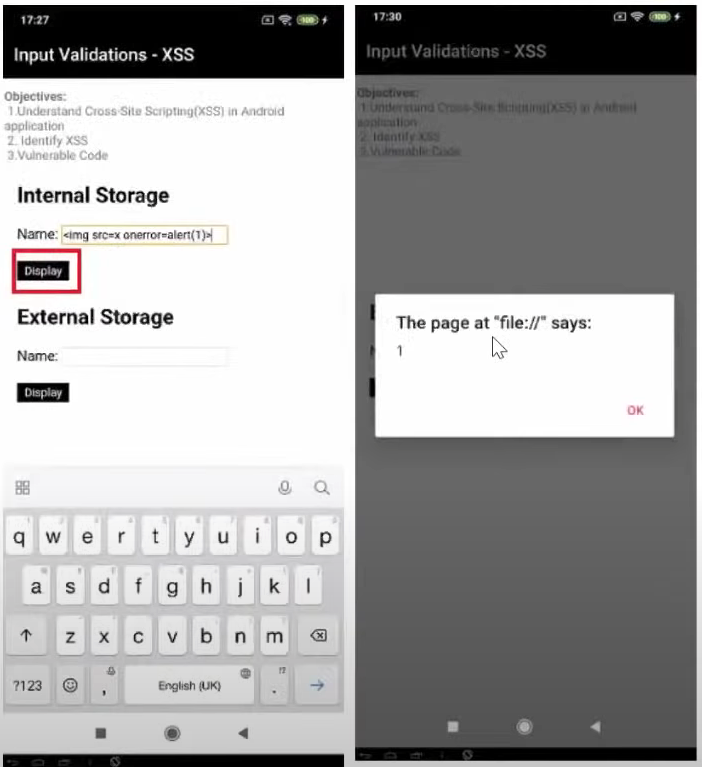 17:27
100
Input Validations - XSS
Objectives:
1.Understand Cross-Site Scripting(XSS) in Android
application
2. Identify XSS
3.Vulnerable Code
Internal Storage
Name: <img src=x onerror=alert(1)>
Display
External Storage
Name:
Display
q w e r t y u i o p
a s d f g h j k l
z x c v b n m
?123 , English (UK) .
17:30
100
Input Validations - XSS
Objectives:
1.Understand Cross-Site Scripting(XSS) in Android
application
2. Identify XSS
3.Vulnerable Code
The page at "file://" says:
1
OK